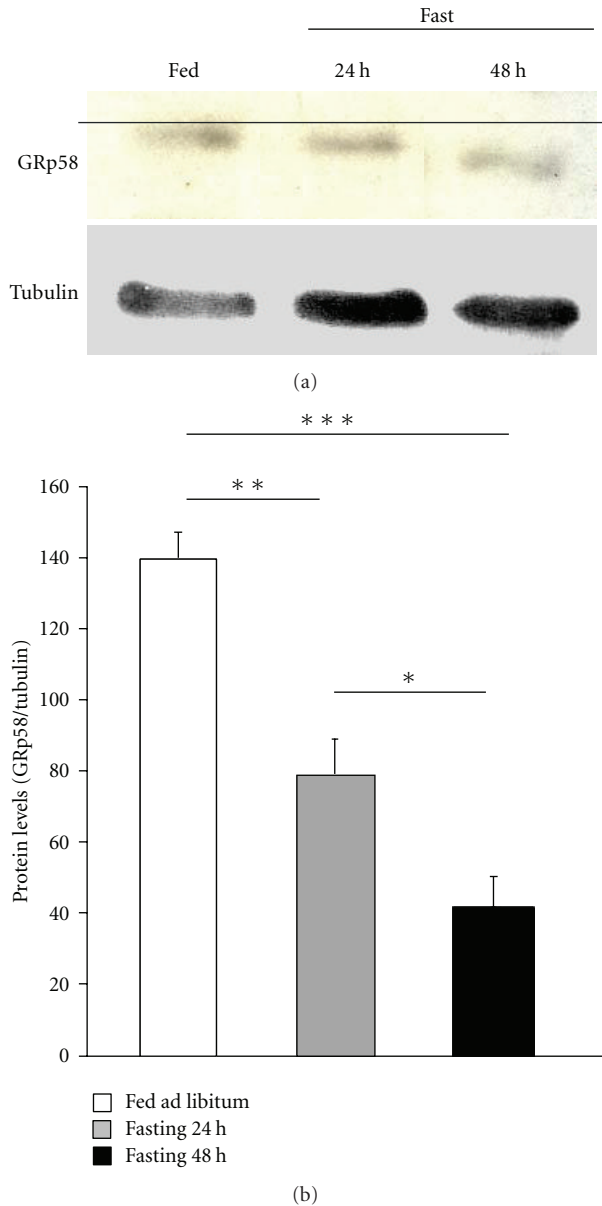 Fast
Fed 24 h 48 h
GRp58
Tubulin
(a)
* * *
* *
*
160
140
120
100
80
60
40
20
0
Protein levels (GRp58/tubulin)
Fed ad libitum
Fasting 24 h
Fasting 48 h
(b)